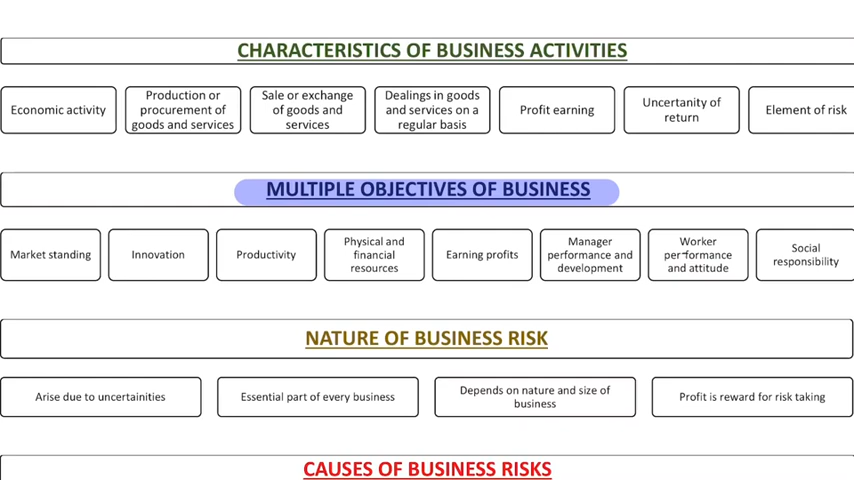 CHARACTERISTICS OF BUSINESS ACTIVITIES
Economic activity
Production or
procurement of
goods and services
Sale or exchange
of goods and
services
Dealings in goods
and services on a
regular basis
Profit earning
Uncertanity of
return
Element of risk
MULTIPLE OBJECTIVES OF BUSINESS
Market standing
Innovation
Productivity
Physical and
financial
resources
Earning profits
Manager
performance and
development
Worker
performance
and attitude
Social
responsibility
NATURE OF BUSINESS RISK
Arise due to uncertainities
Essential part of every business
Depends on nature and size of
business
Profit is reward for risk taking
CAUSES OF BUSINESS RISKS